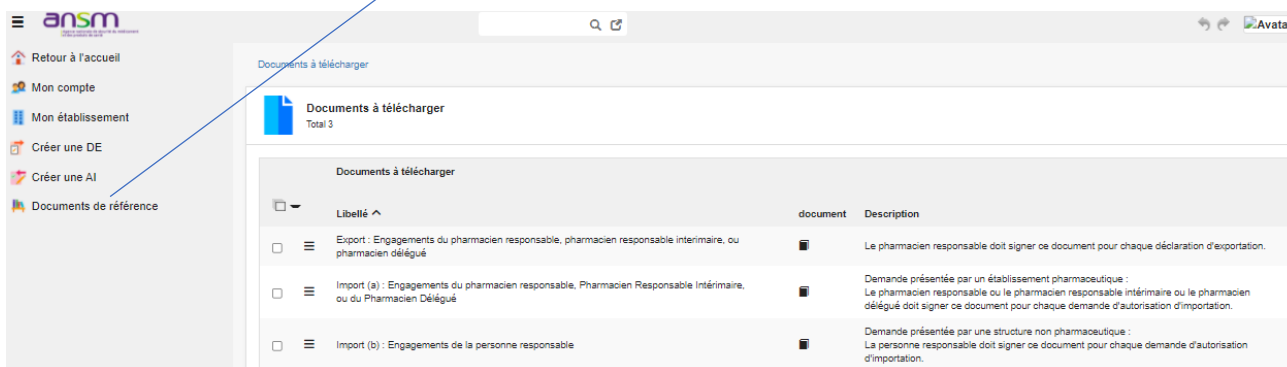 ansm
Avata
Retour à l'accueil
Mon compte
Mon établissement
Créer une DE
Créer une AI
Documents de référence
Documents à télécharger
Documents à télécharger
Total 3
Documents à télécharger
Libellé document Description
Export : Engagements du pharmacien responsable, pharmacien responsable interimaire, ou
pharmacien délégué
Le pharmacien responsable doit signer ce document pour chaque déclaration d'exportation.
Import (a) : Engagements du pharmacien responsable, Pharmacien Responsable Intérimaire,
ou du Pharmacien Délégué
Demande présentée par un établissement pharmaceutique :
Le pharmacien responsable ou le pharmacien responsable intérimaire ou le pharmacien
délégué doit signer ce document pour chaque demande d'autorisation d'importation.
Import (b) : Engagements de la personne responsable
Demande présentée par une structure non pharmaceutique :
La personne responsable doit signer ce document pour chaque demande d'autorisation
d'importation.